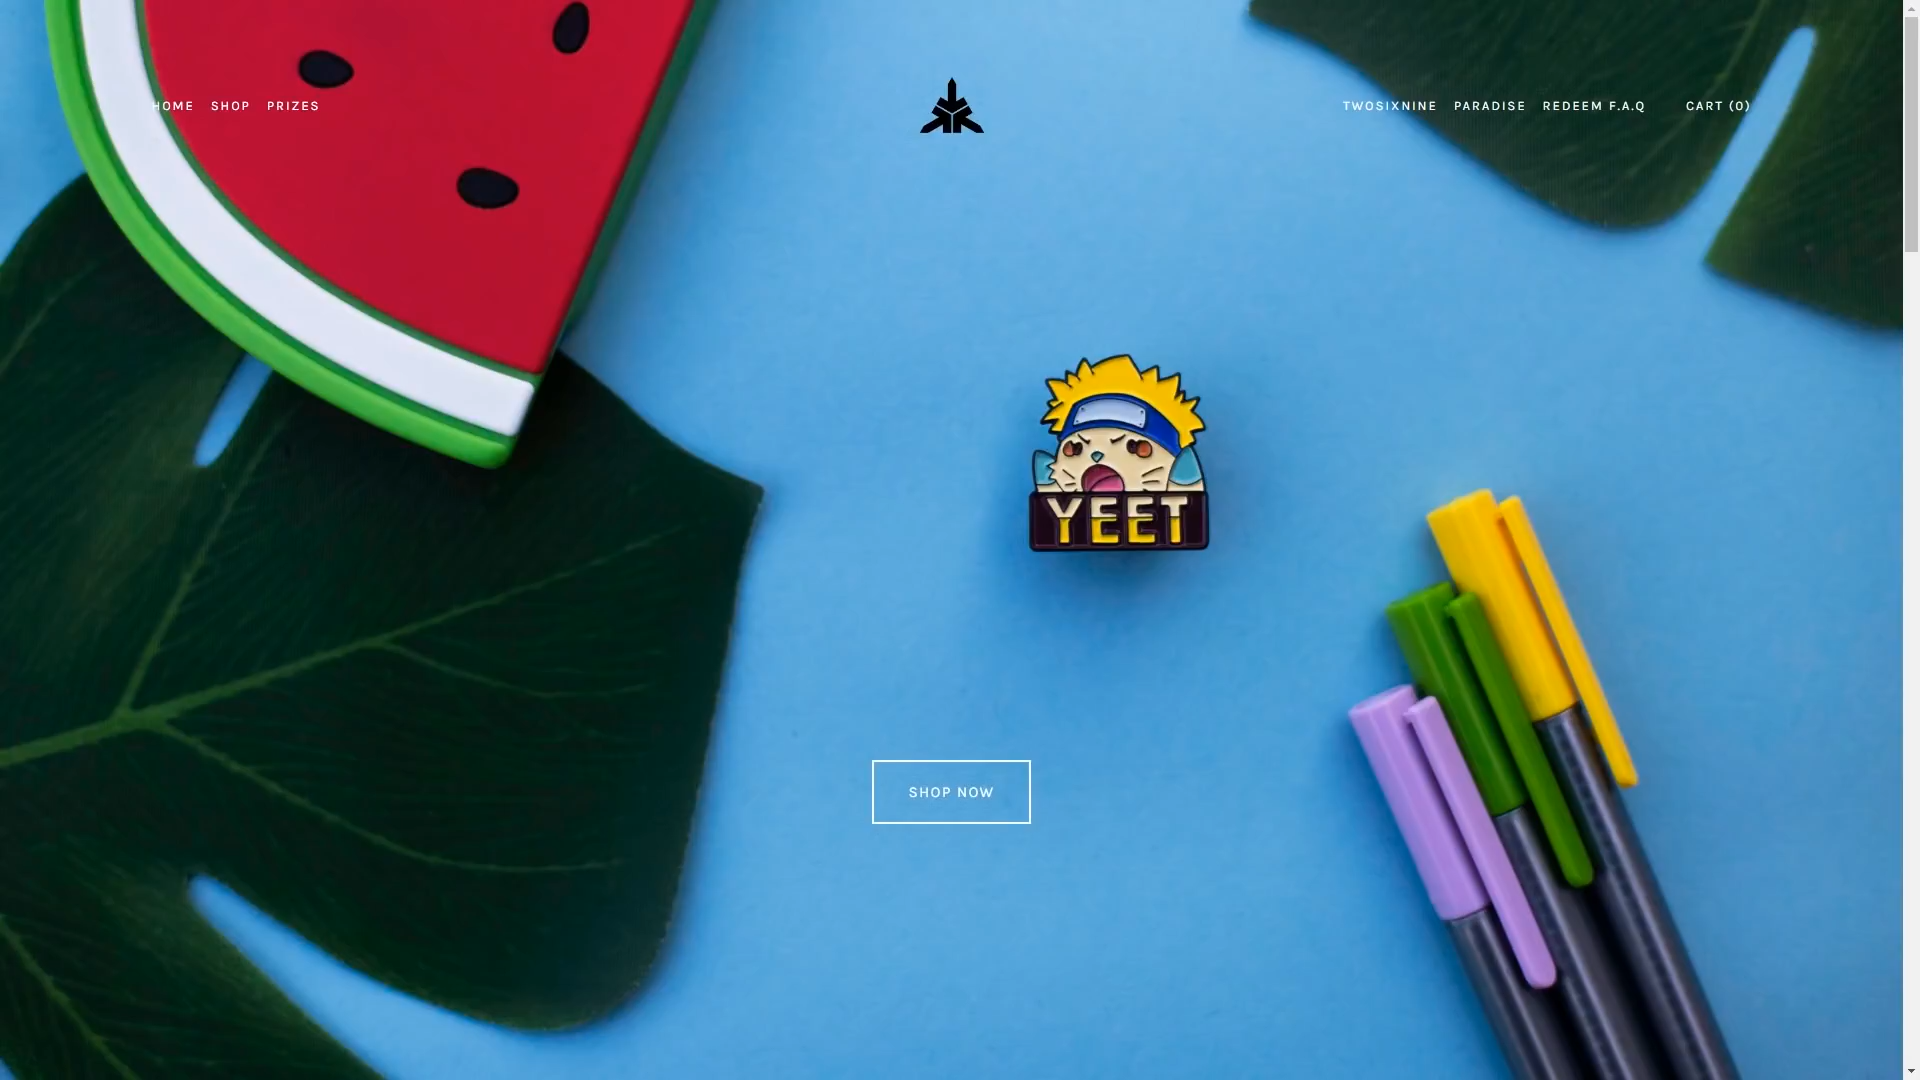 HOME SHOP PRIZES
TWOSIXNINE PARADISE REDEEM F.A.Q CART (0)
YEET
SHOP NOW